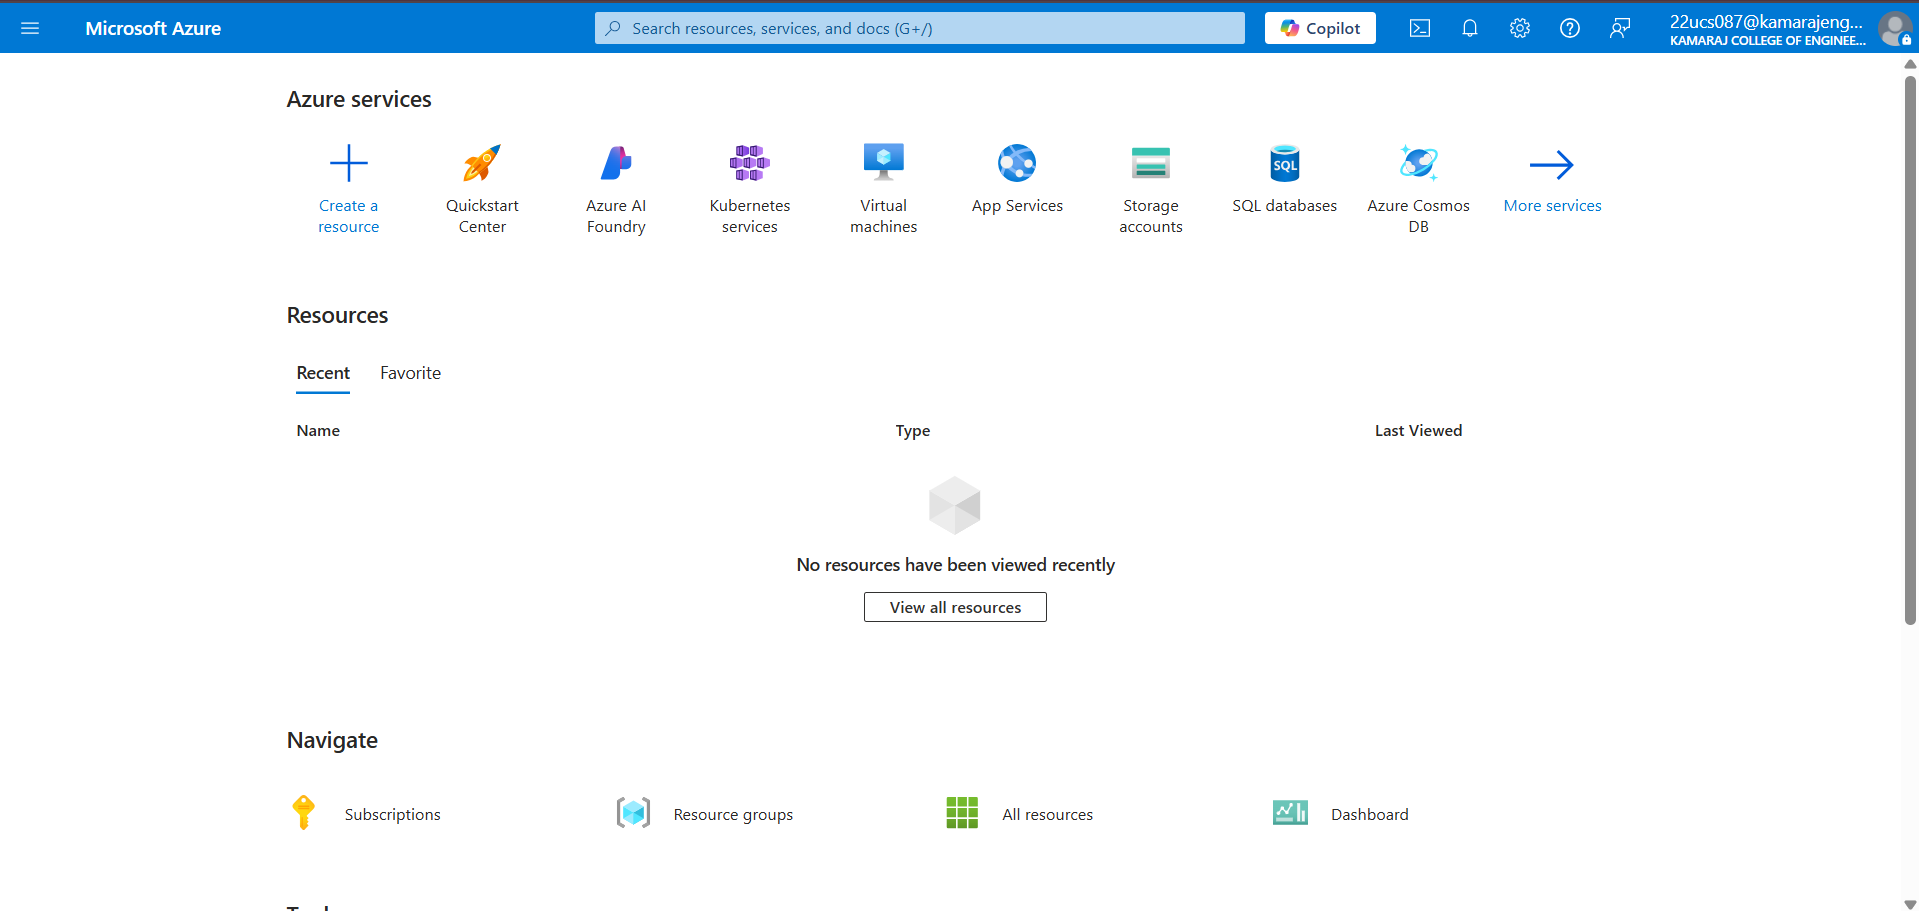 Microsoft Azure
Search resources, services, and docs (G+/)
Copilot
22ucs087@kamarajeng...
KAMARAJ COLLEGE OF ENGINEE...
Azure services
Create a
resource
Quickstart
Center
Azure AI
Foundry
Kubernetes
services
Virtual
machines
App Services
Storage
accounts
SQL
SQL databases
Azure Cosmos
DB
More services
Resources
Recent
Favorite
Name
Type
Last Viewed
No resources have been viewed recently
View all resources
Navigate
Subscriptions
Resource groups
All resources
Dashboard